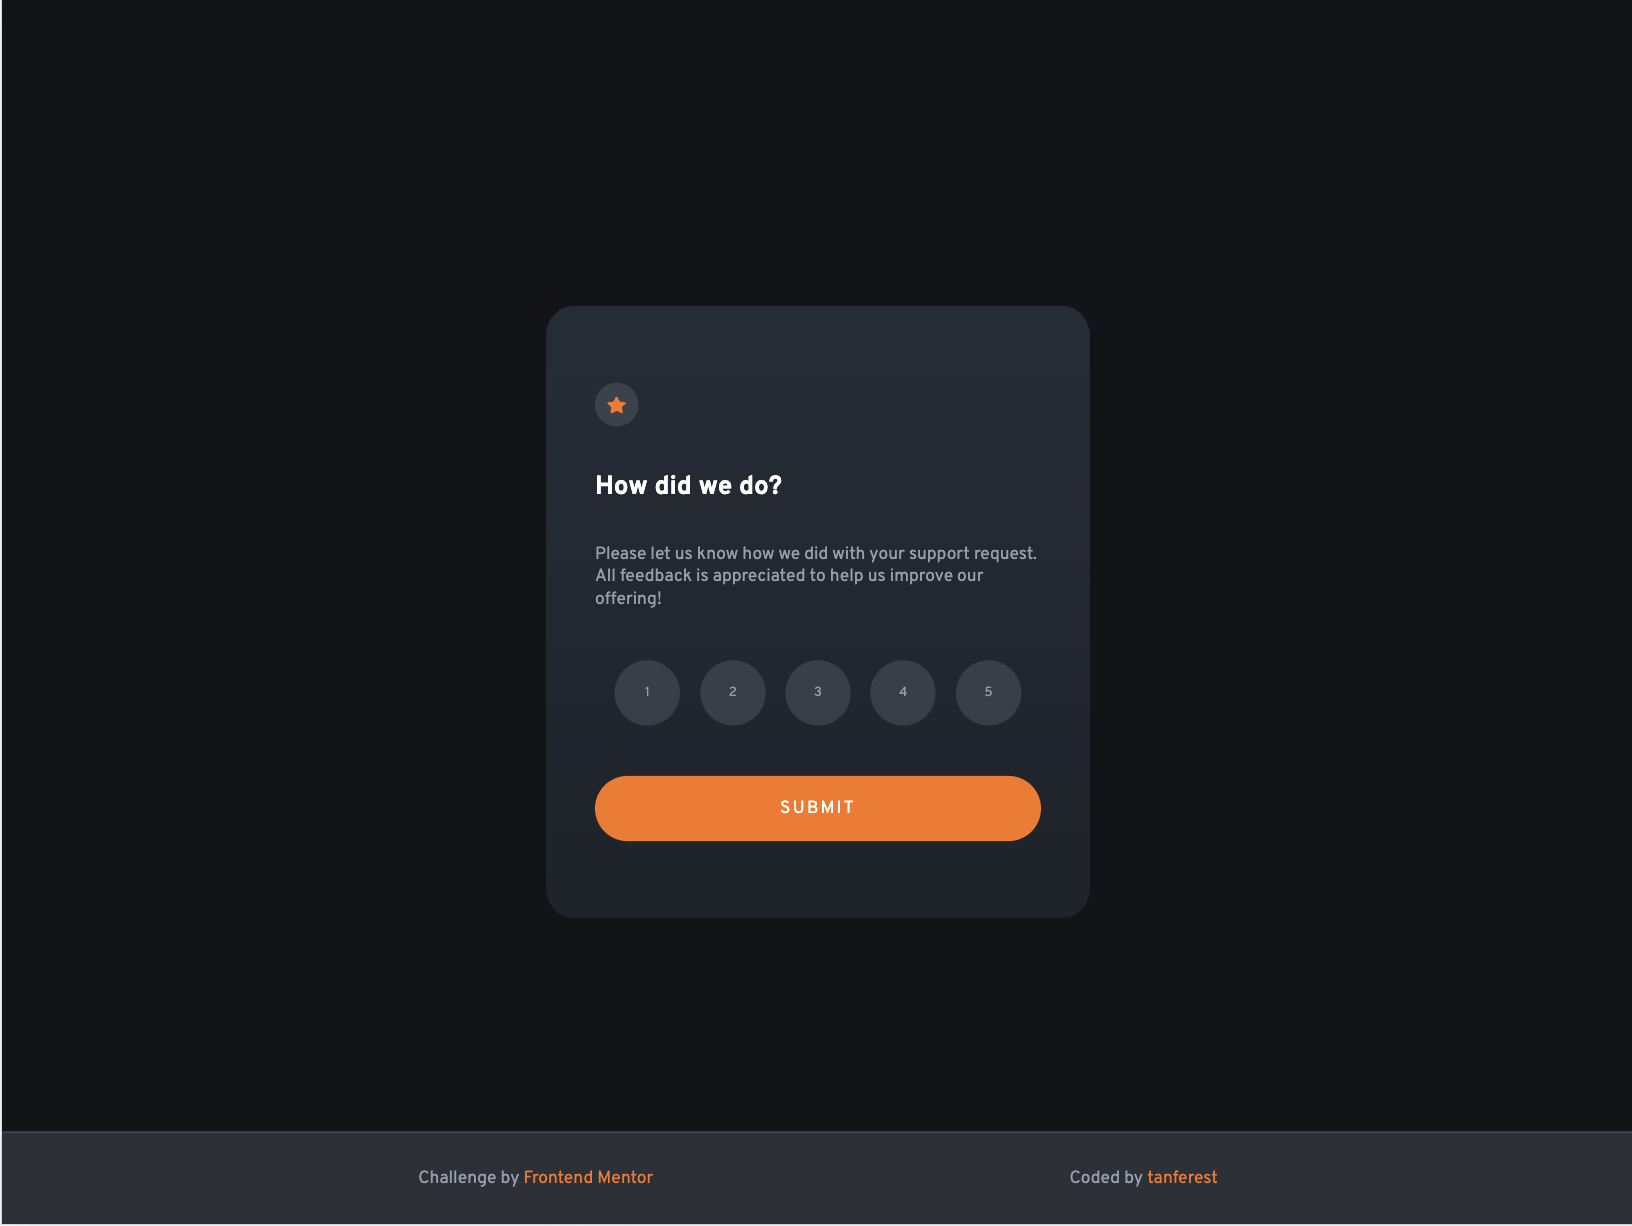 How did we do?
Please let us know how we did with your support request.
All feedback is appreciated to help us improve our
offering!
1 2 3 4 5
SUBMIT
Challenge by Frontend Mentor
Coded by tanferest